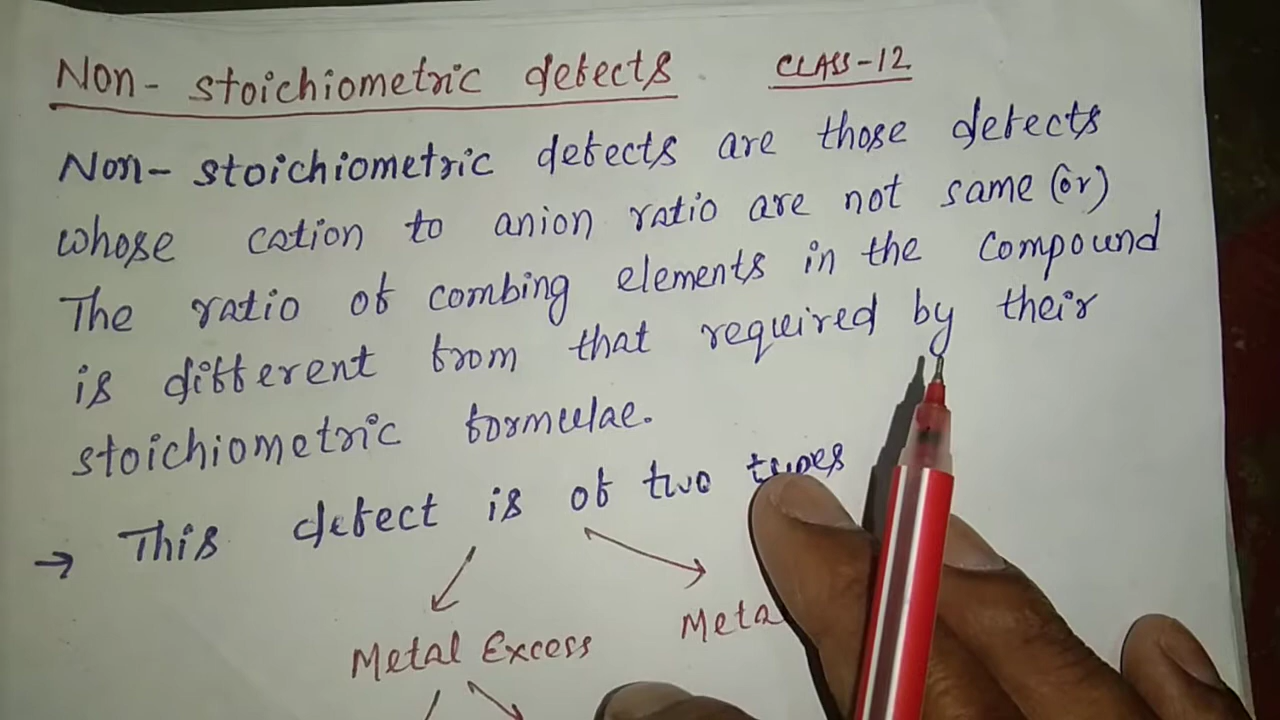 Non- stoichiometric defects CLASS-12
Non- stoichiometric defects are those defects
whose cation to anion ratio are not same (or)
The ratio of combing elements in the compound
is different from that required by their
stoichiometric formulae.
→ This defect is of two types
Metal Excess Meta